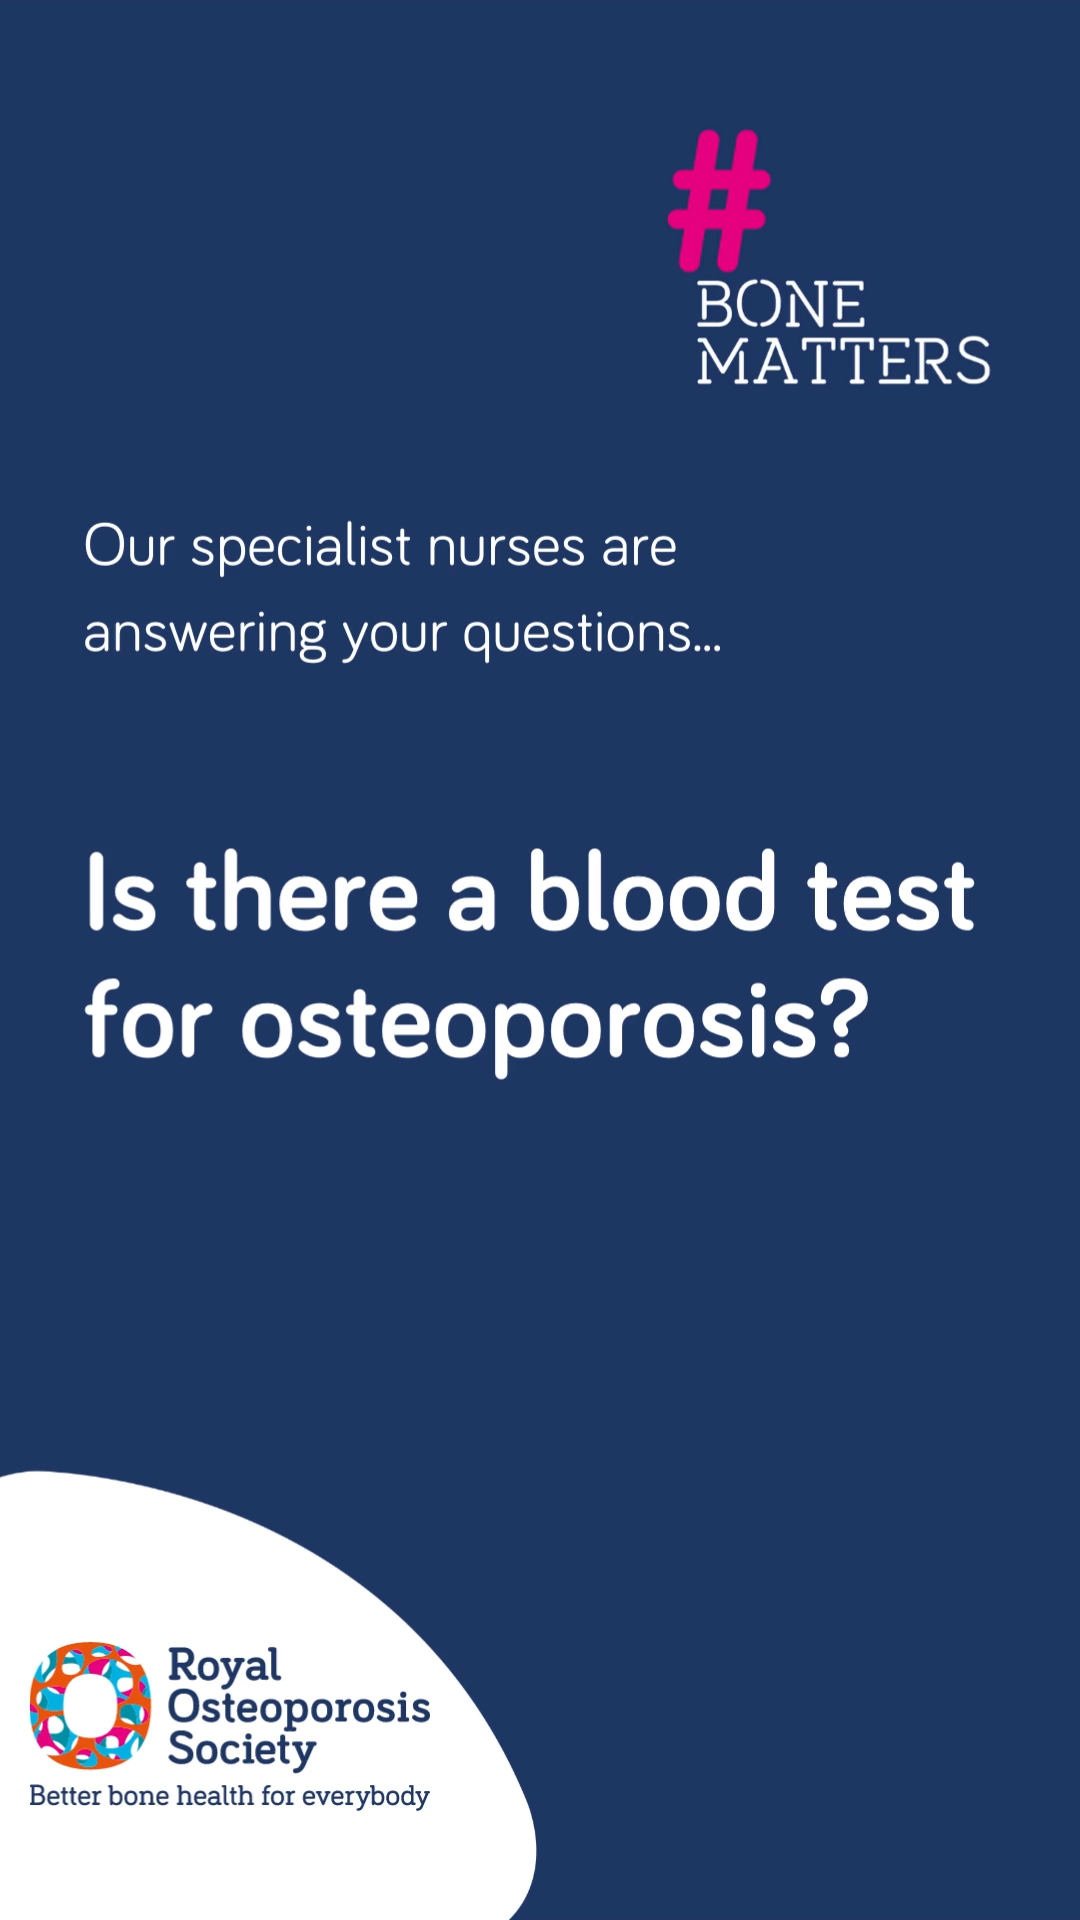 #
BONE
MATTERS
Our specialist nurses are
answering your questions...
Is there a blood test
for osteoporosis?
Royal
Osteoporosis
Society
Better bone health for everybody